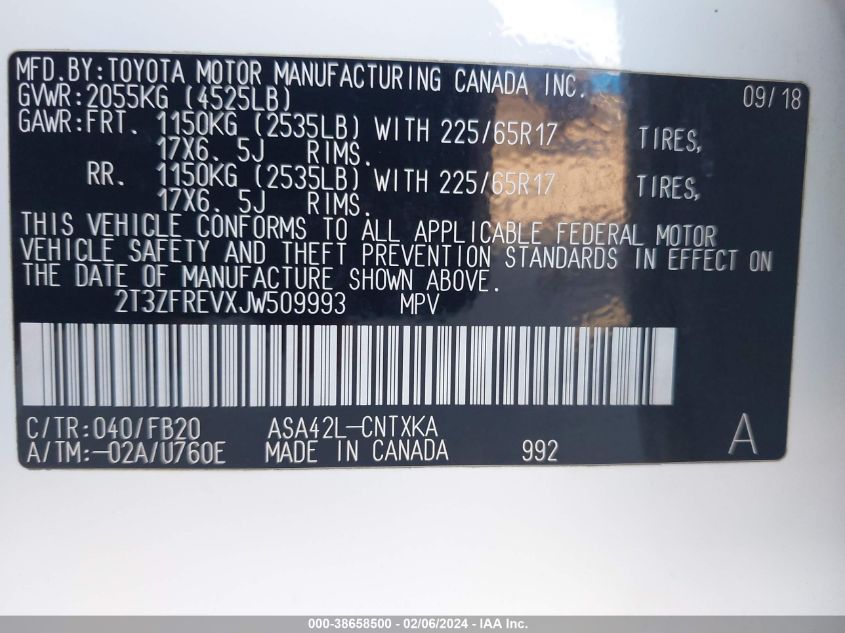 MFD.BY:TOYOTA MOTOR MANUFACTURING CANADA INC. 09/18
GVWR:2055KG (4525LB)
GAWR:FRT. 1150KG (2535LB) WITH 225/65R17 TIRES,
17X6. 5J RIMS.
RR. 1150KG (2535LB) WITH 225/65R17 TIRES,
17X6. 5J RIMS.
THIS VEHICLE CONFORMS TO ALL APPLICABLE FEDERAL MOTOR
VEHICLE SAFETY AND THEFT PREVENTION STANDARDS IN EFFECT ON
THE DATE OF MANUFACTURE SHOWN ABOVE.
2T3ZFREVXJW509993 MPV
C/TR:040/FB20 ASA42L-CNTXKA
A/TM:-02A/U760E MADE IN CANADA 992 A
000-38658500 - 02/06/2024 - IAA Inc.